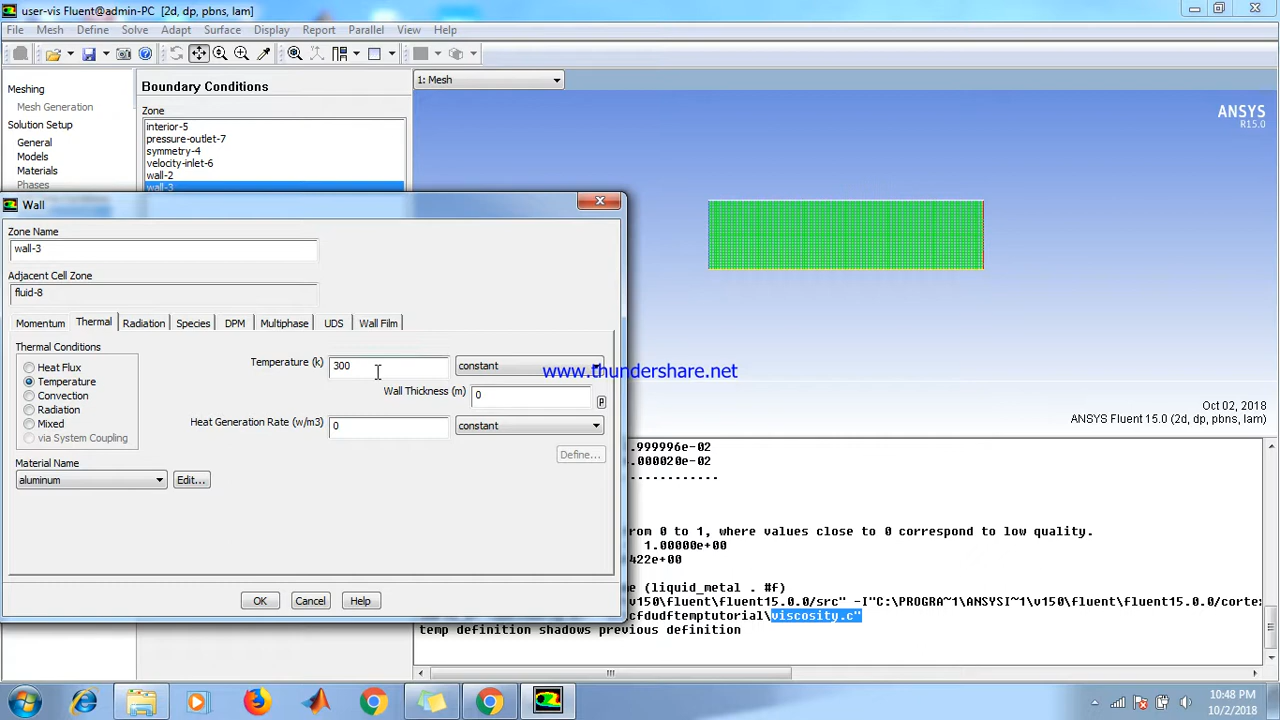 user-vis Fluent@admin-PC [2d, dp, pbns, lam]
File Mesh Define Solve Adapt Surface Display Report Parallel View Help
Meshing
Mesh Generation
Solution Setup
General
Models
Materials
Phases
Boundary Conditions
Zone
interior-5
pressure-outlet-7
symmetry-4
velocity-inlet-6
wall-2
wall-3
1: Mesh
ANSYS
R15.0
Wall
Zone Name
wall-3
Adjacent Cell Zone
fluid-8
Momentum Thermal Radiation Species DPM Multiphase UDS Wall Film
Thermal Conditions
Heat Flux
Temperature
Convection
Radiation
Mixed
via System Coupling
Temperature (k) 300 constant
Wall Thickness (m) 0 P
Heat Generation Rate (w/m3) 0 constant
Define...
Material Name
aluminum Edit...
OK Cancel Help
www.thundershare.net
Oct 02, 2018
ANSYS Fluent 15.0 (2d, dp, pbns, lam)
.999996e-02
.000020e-02
-------------
rom 0 to 1, where values close to 0 correspond to low quality.
1.00000e+00
422e+00
e (liquid_metal . #f)
v150\fluent\fluent15.0.0/src" -I"C:\PROGRA~1\ANSYSI~1\v150\fluent\fluent15.0.0/corte
cfdudftemptutorial\viscosity.c"
temp definition shadows previous definition
10:48 PM
10/2/2018